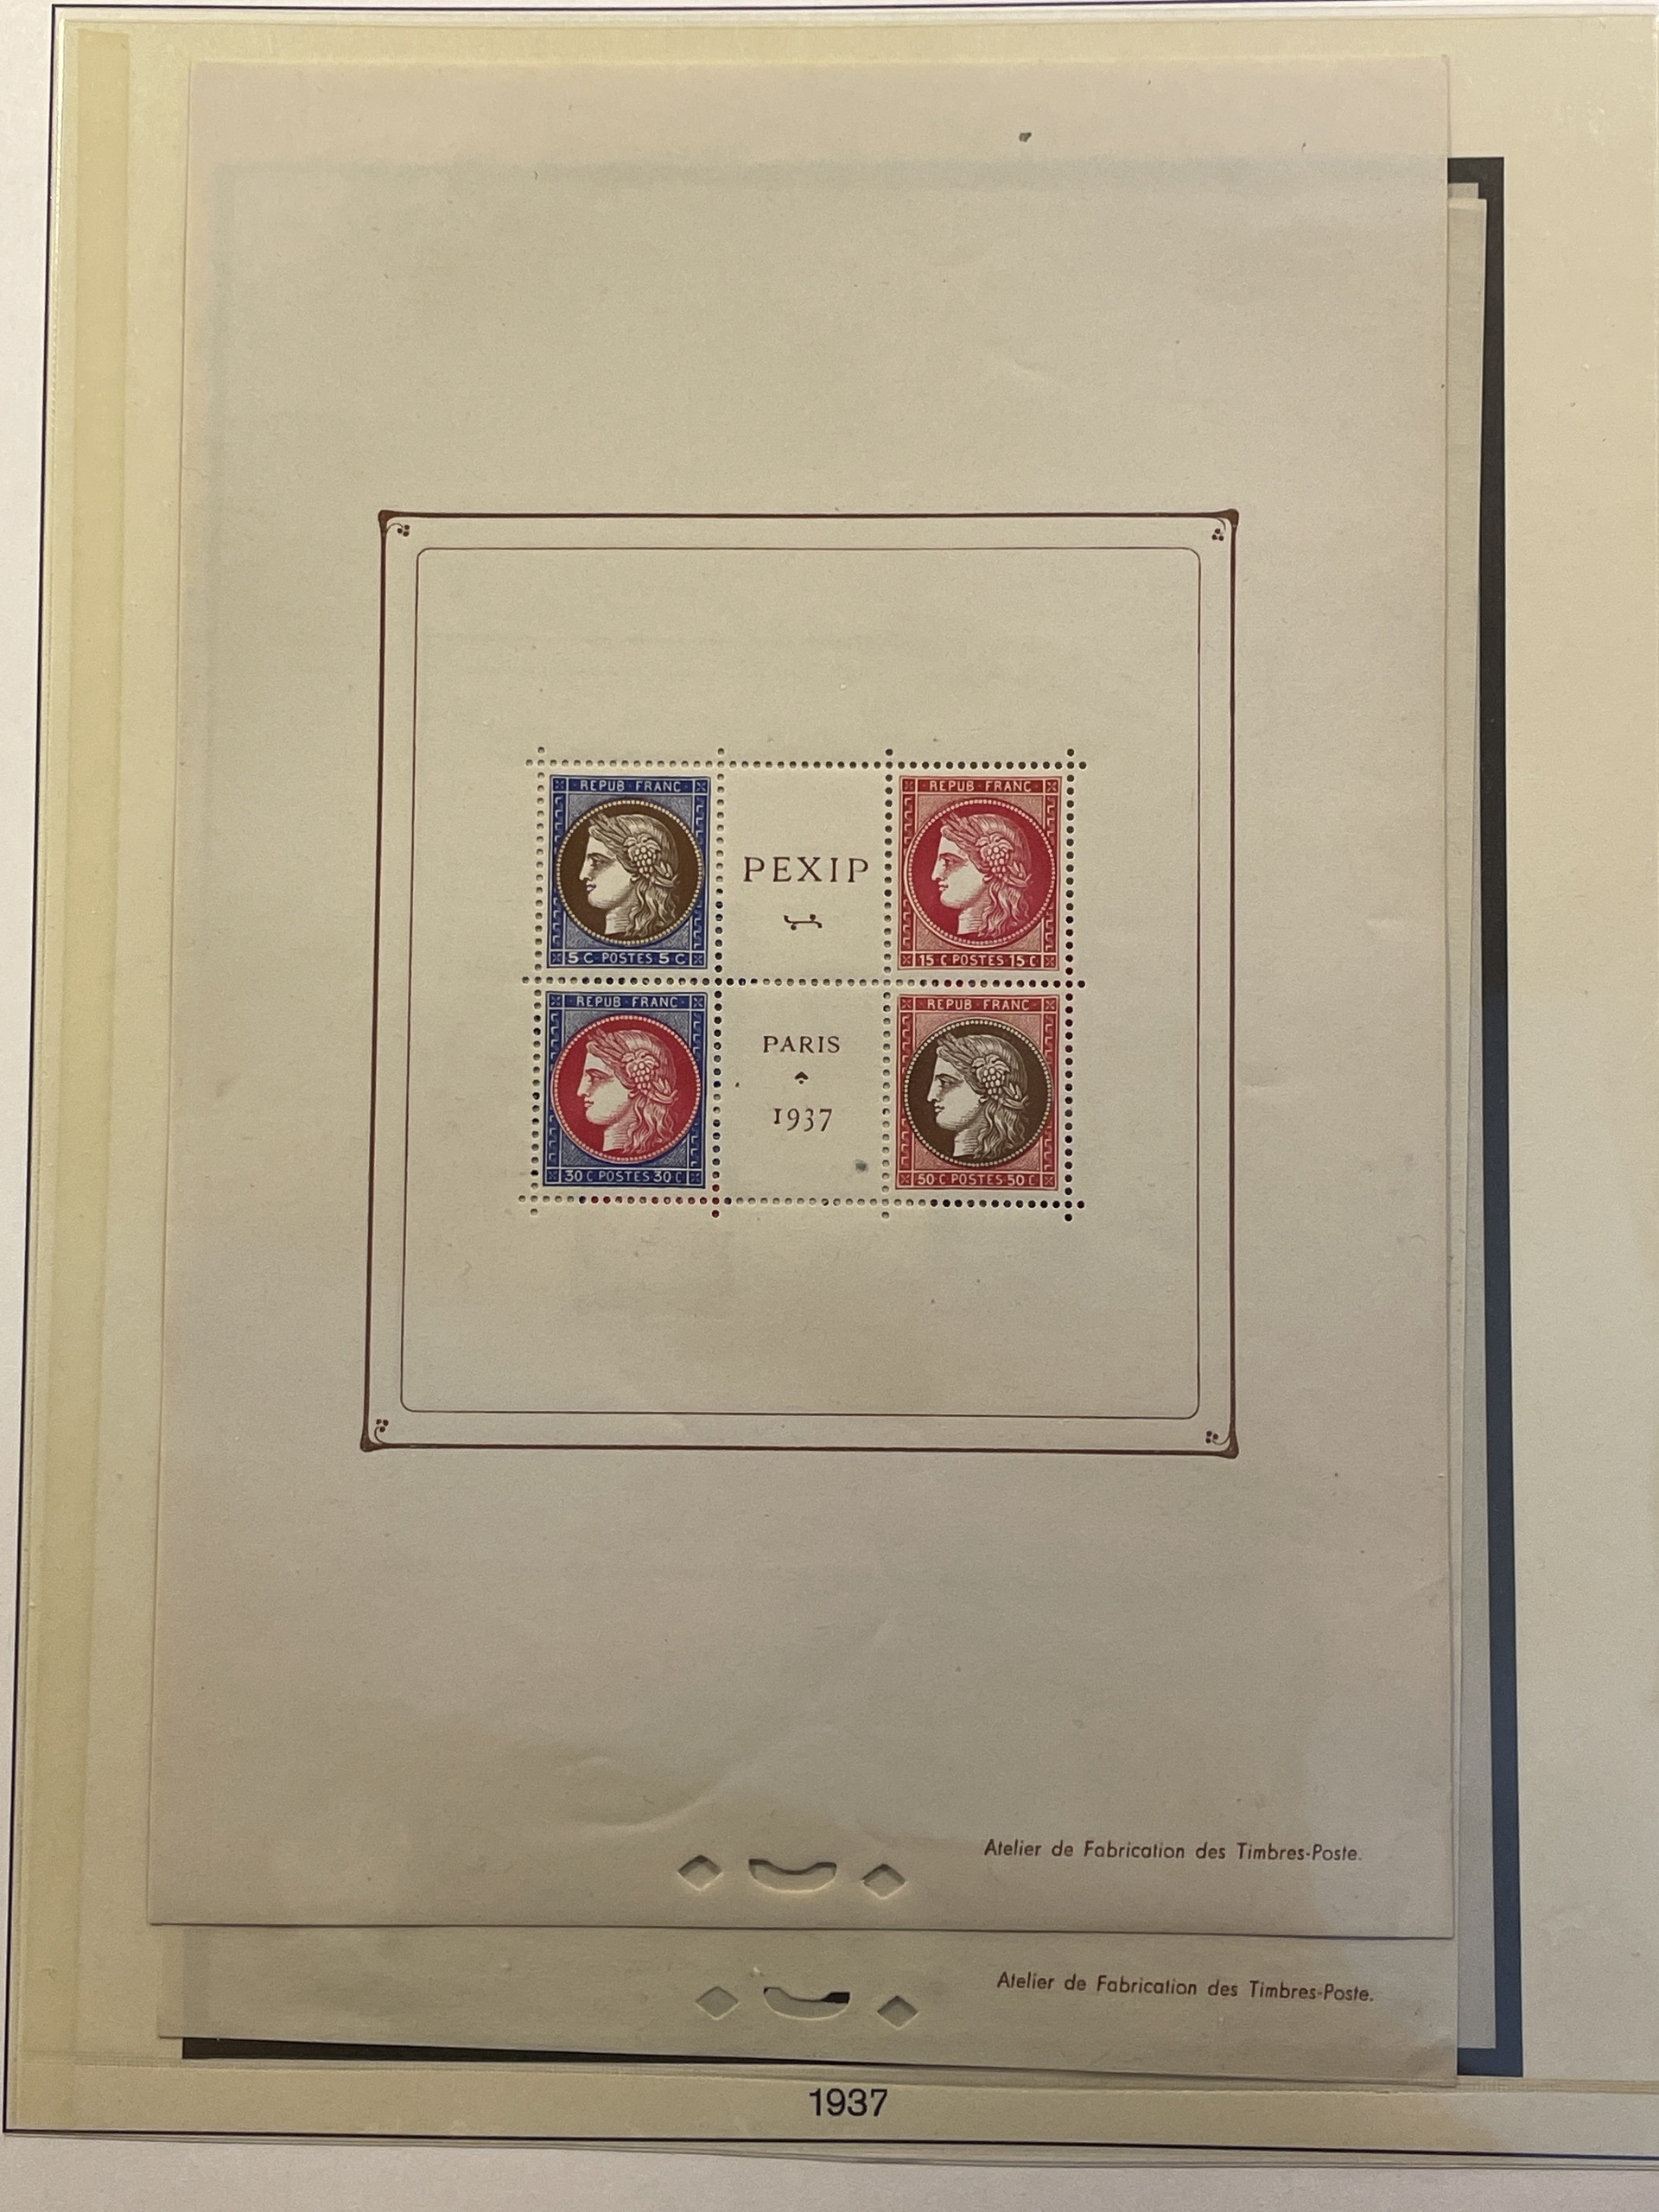 REPUB FRANC
5 C POSTES 5 C
PEXIP
REPUB FRANC
15 C POSTES 15 C
REPUB FRANC
30 C POSTES 30 C
PARIS
1937
REPUB FRANC
50 C POSTES 50 C
Atelier de Fabrication des Timbres-Poste.
Atelier de Fabrication des Timbres-Poste.
1937